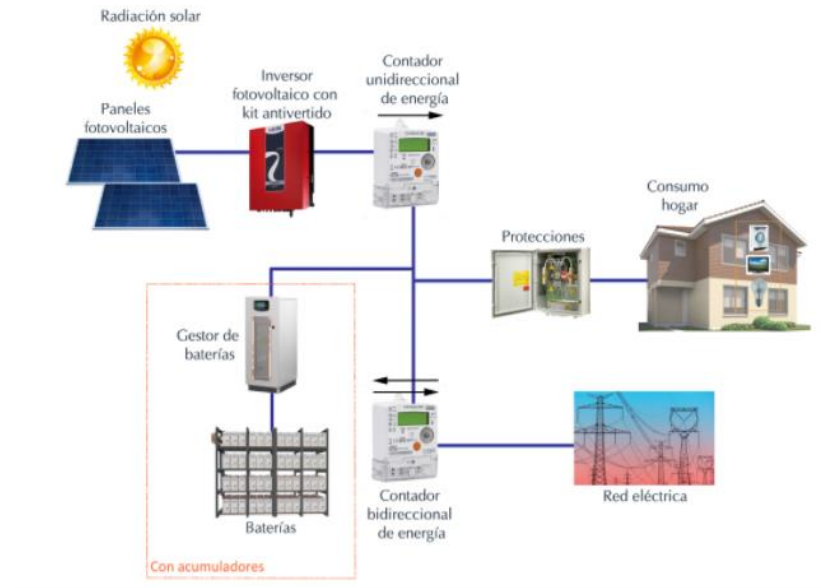 Radiación solar
Paneles
fotovoltaicos
Inversor
fotovoltaico con
kit antivertido
Contador
unidireccional
de energía
Protecciones
Consumo
hogar
Gestor de
baterías
Baterías
Con acumuladores
Contador
bidireccional
de energía
Red eléctrica